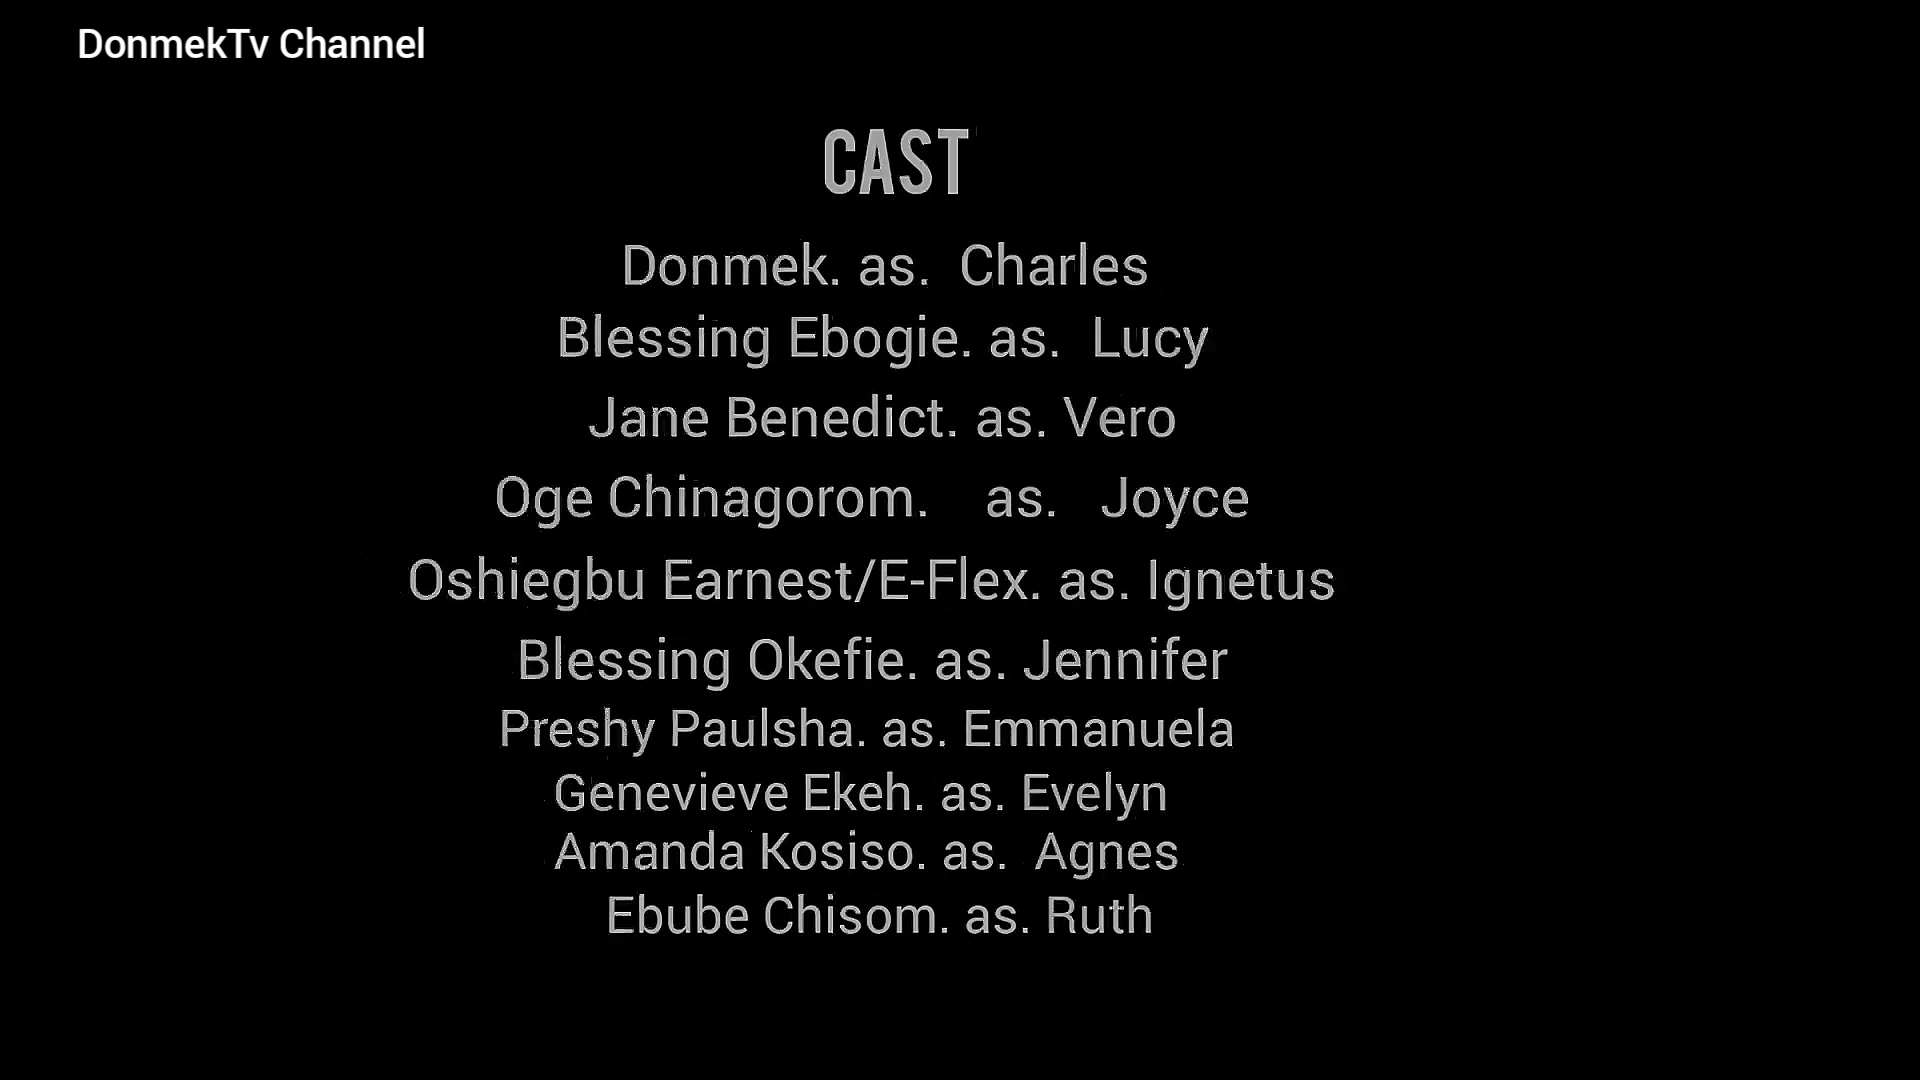 DonmekTv Channel
CAST
Donmek. as. Charles
Blessing Ebogie. as. Lucy
Jane Benedict. as. Vero
Oge Chinagorom. as. Joyce
Oshiegbu Earnest/E-Flex. as. Ignetus
Blessing Okefie. as. Jennifer
Preshy Paulsha. as. Emmanuela
Genevieve Ekeh. as. Evelyn
Amanda Kosiso. as. Agnes
Ebube Chisom. as. Ruth